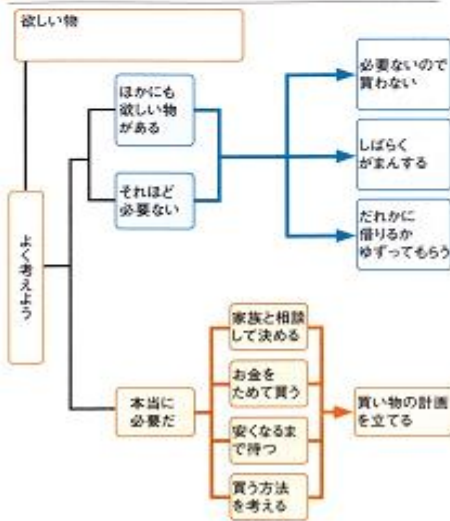 欲しい物
よく考えよう
ほかにも
欲しい物
がある
それほど
必要ない
必要ないので
買わない
しばらく
がまんする
だれかに
借りるか
ゆずってもらう
本当に
必要だ
家族と相談
して決める
お金を
ためて買う
安くなるま
で待つ
買う方法
を考える
買い物の計画
を立てる